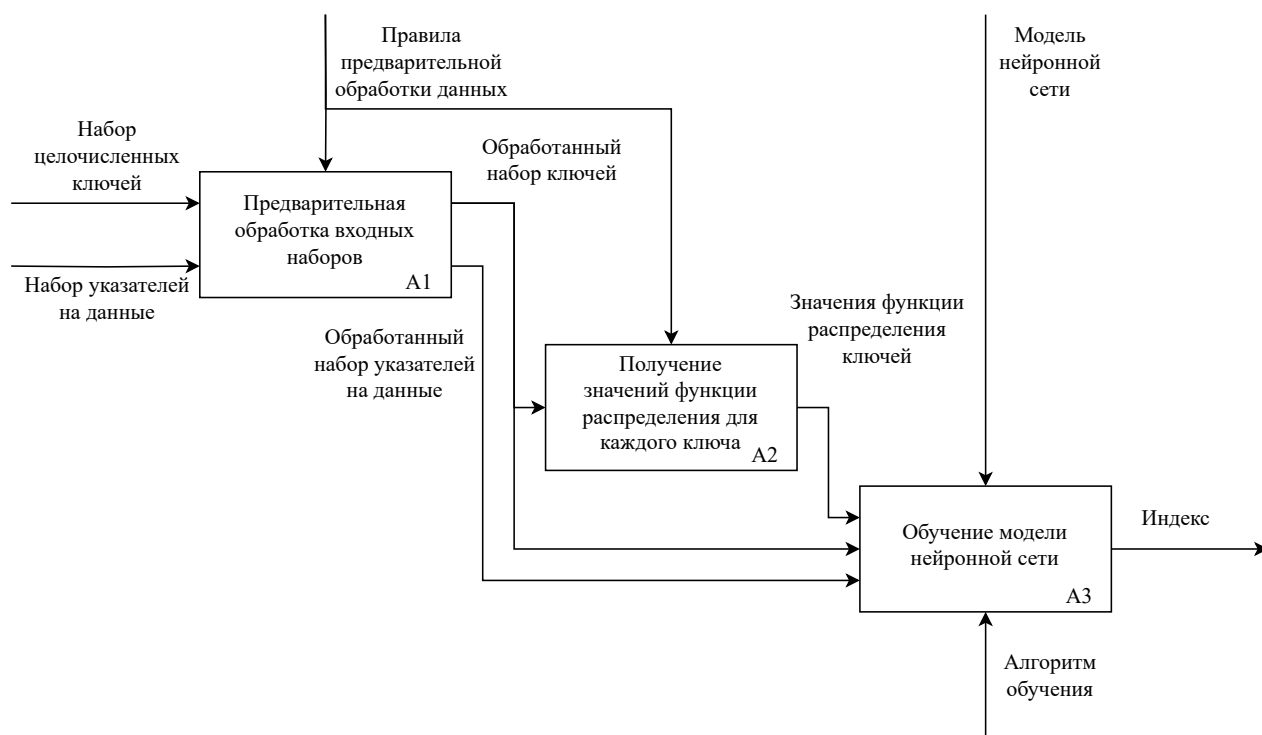 Правила
предварительной
обработки данных
Модель
нейронной
сети
Набор
целочисленных
ключей
Обработанный
набор ключей
Предварительная
обработка входных
наборов
A1
Набор указателей
на данные
Обработанный
набор указателей
на данные
Значения функции
распределения
ключей
Получение
значений функции
распределения для
каждого ключа
A2
Обучение модели
нейронной сети
A3
Индекс
Алгоритм
обучения